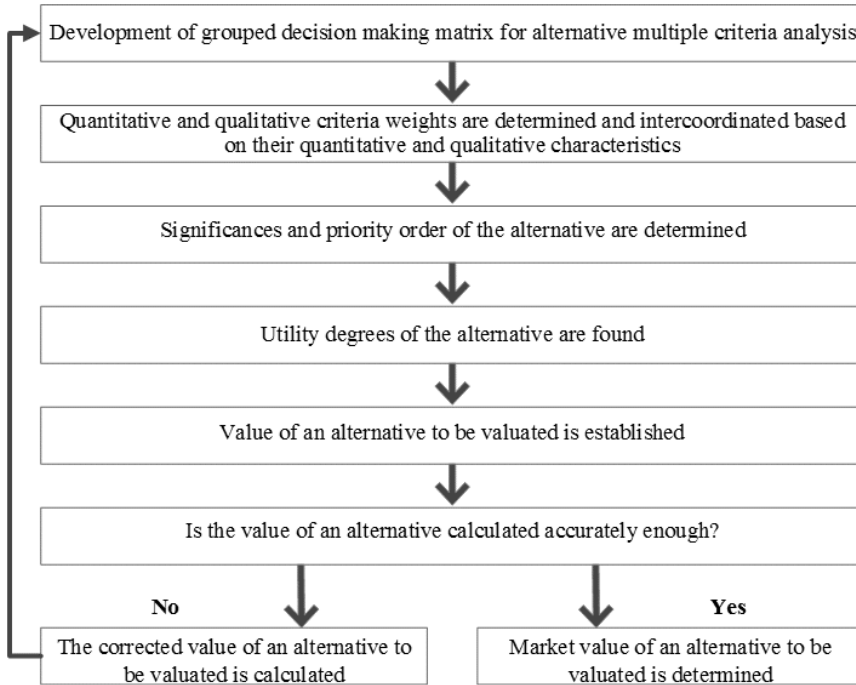 Development of grouped decision making matrix for alternative multiple criteria analysis
Quantitative and qualitative criteria weights are determined and intercoordinated based
on their quantitative and qualitative characteristics
Significances and priority order of the alternative are determined
Utility degrees of the alternative are found
Value of an alternative to be valuated is established
Is the value of an alternative calculated accurately enough?
No
Yes
The corrected value of an alternative to
be valuated is calculated
Market value of an alternative to be
valuated is determined